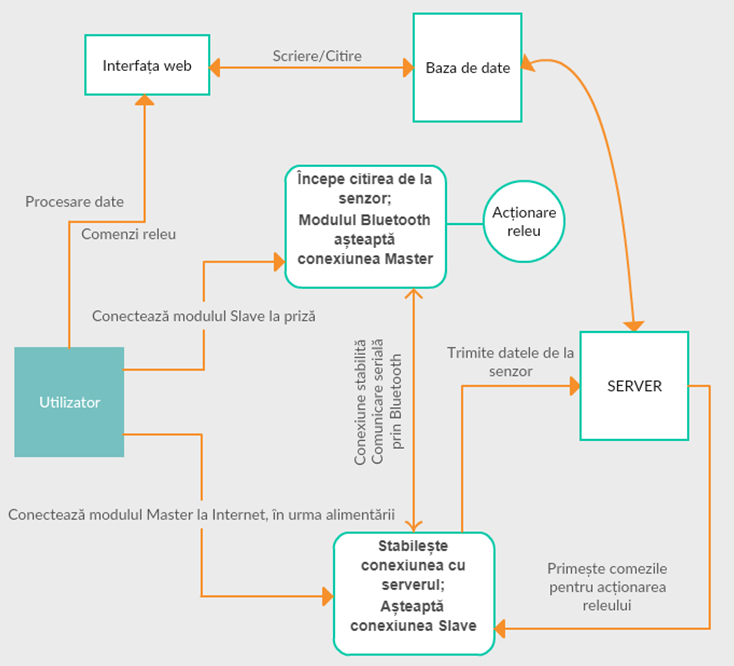 Interfața web
Scriere/Citire
Baza de date
Începe citirea de la
senzor;
Modulul Bluetooth
așteaptă
conexiunea Master
Acționare
releu
Procesare date
Comenzi releu
Conectează modulul Slave la priză
Utilizator
Conexiune stabilită
Comunicare serială
prin Bluetooth
Trimite datele de la
senzor
SERVER
Conectează modulul Master la Internet, în urma alimentării
Stabilește
conexiunea cu
serverul;
Așteaptă
conexiunea Slave
Primește comezile
pentru acționarea
releului